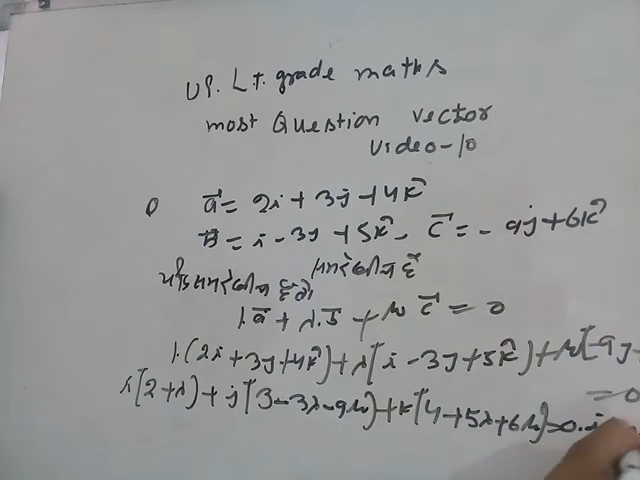 UP. Lt. grade maths
most Question vector
video-10
0 a⃗ = 2i + 3j + 4k̂
b⃗ = i - 3j + 5k̂, c⃗ = - 9j + 6k̂
1.a⃗ + λ.b⃗ + μ c⃗ = 0
1.(2i + 3j + 4k̂) + λ[i - 3j + 5k̂) + μ[-9j
= 0
i[2+λ) + j[3-3λ-9μ) + k[4+5λ+6μ) = 0.i